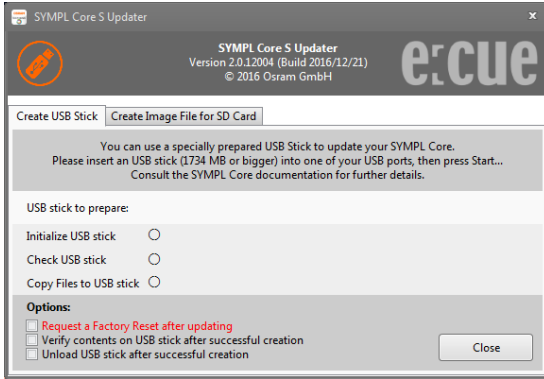 SYMPL Core S Updater
x
SYMPL Core S Updater
Version 2.0.12004 (Build 2016/12/21)
© 2016 Osram GmbH
e:cue
Create USB Stick
Create Image File for SD Card
You can use a specially prepared USB Stick to update your SYMPL Core.
Please insert an USB stick (1734 MB or bigger) into one of your USB ports, then press Start...
Consult the SYMPL Core documentation for further details.
USB stick to prepare:
Initialize USB stick
Check USB stick
Copy Files to USB stick
Options:
Request a Factory Reset after updating
Verify contents on USB stick after successful creation
Unload USB stick after successful creation
Close